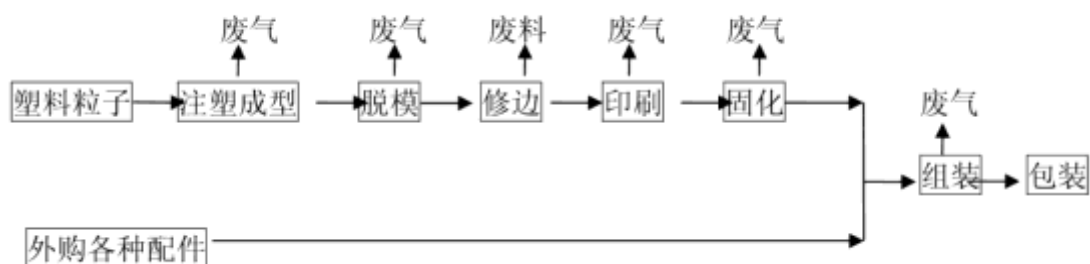 废气 废气 废料 废气 废气
塑料粒子 注塑成型 脱模 修边 印刷 固化
废气
组装 包装
外购各种配件